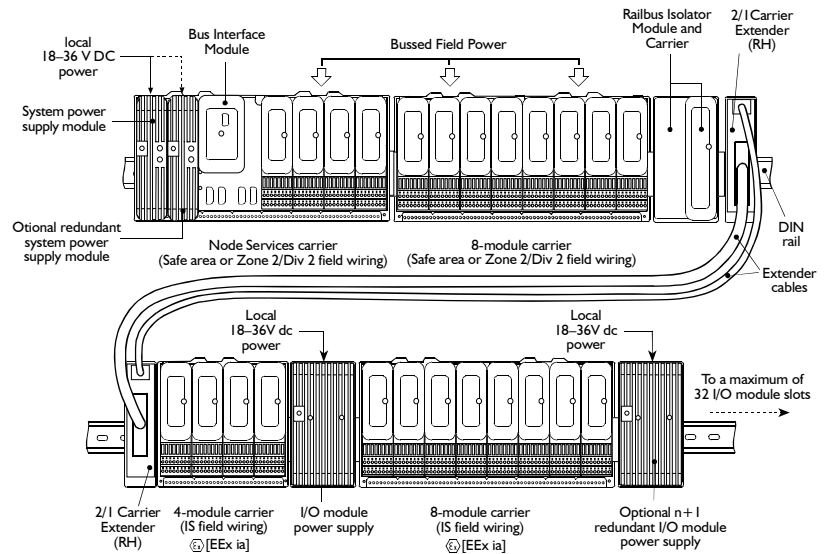 local
18–36 V DC
power
Bus Interface
Module
Bussed Field Power
Railbus Isolator
Module and
Carrier
2/1Carrier
Extender
(RH)
System power
supply module
Otional redundant
system power
supply module
Node Services carrier
(Safe area or Zone 2/Div 2 field wiring)
8-module carrier
(Safe area or Zone 2/Div 2 field wiring)
DIN
rail
Extender
cables
Local
18–36V dc
power
Local
18–36V dc
power
To a maximum of
32 I/O module slots
2/1 Carrier
Extender
(RH)
4-module carrier
(IS field wiring)
Ex [EEx ia]
I/O module
power supply
8-module carrier
(IS field wiring)
Ex [EEx ia]
Optional n+1
redundant I/O module
power supply